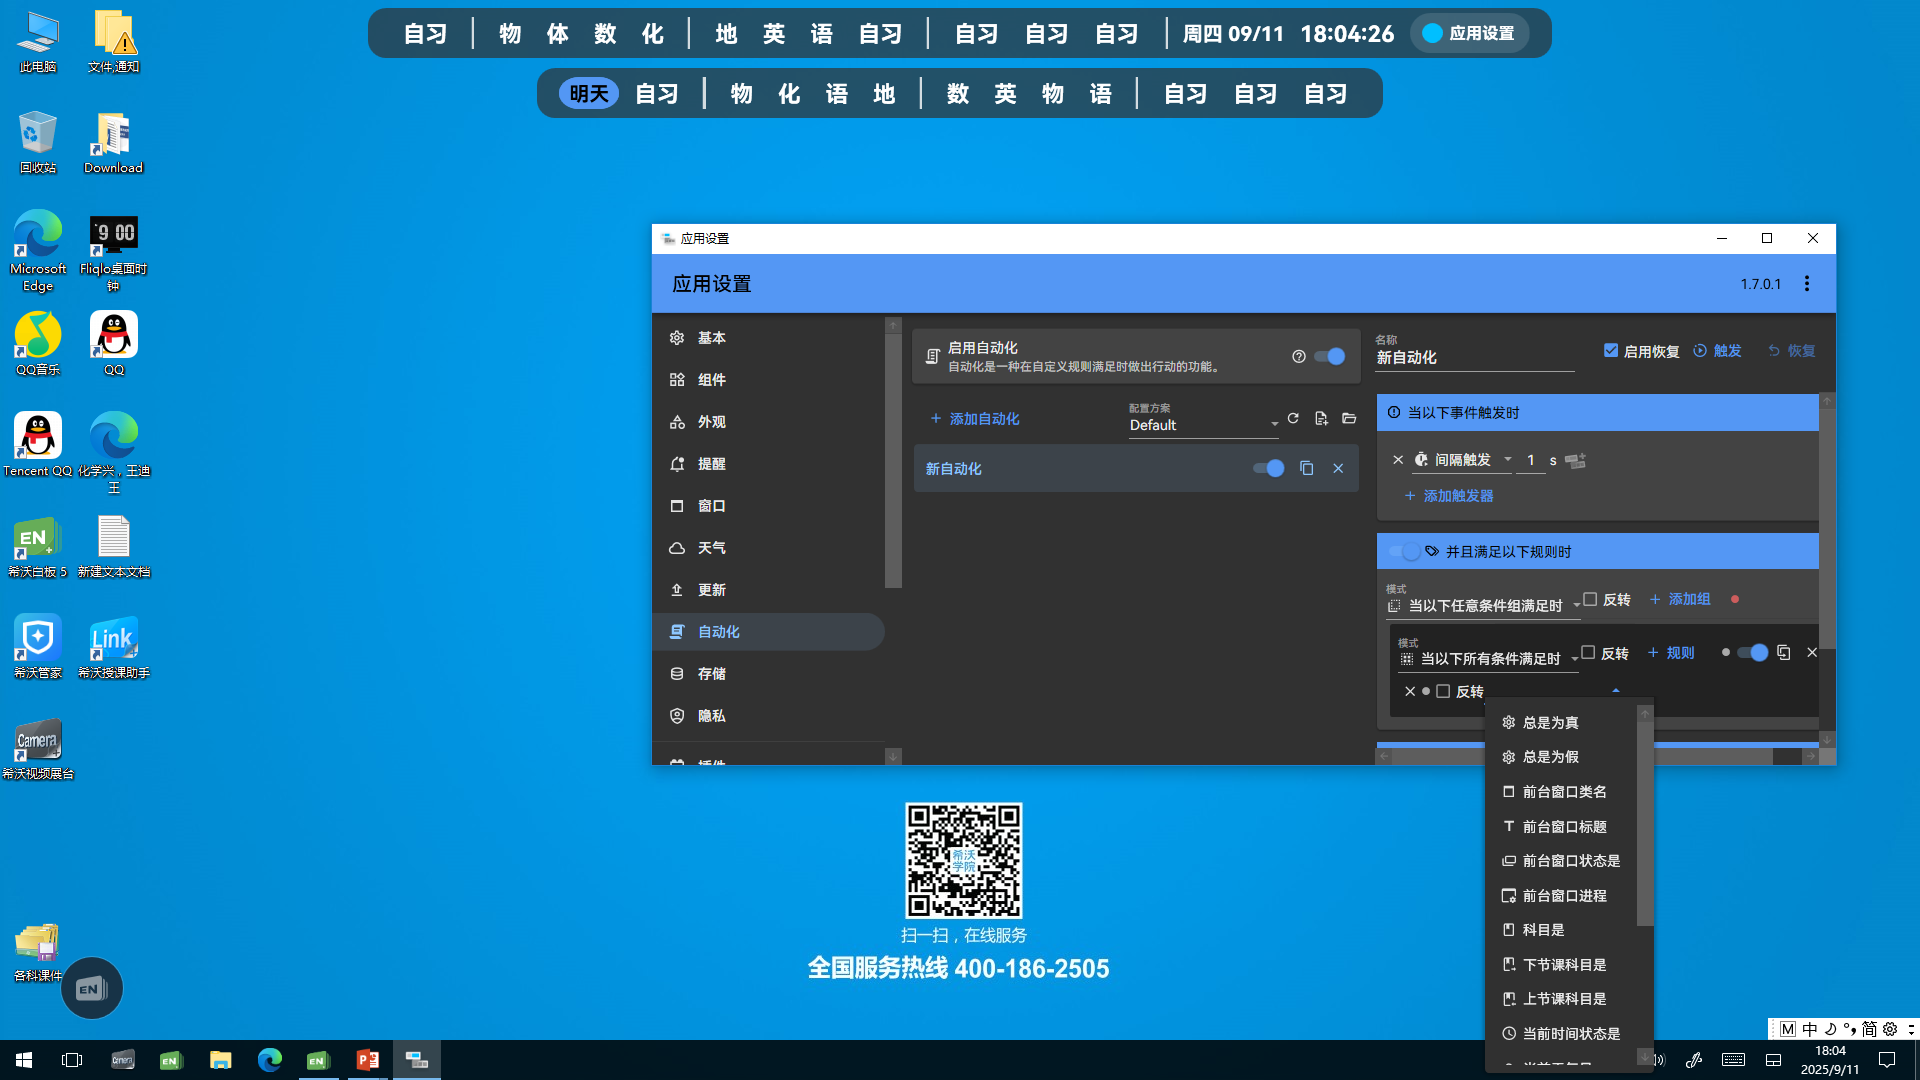 自习 | 物 体 数 化 | 地 英 语 自习 | 自习 自习 自习 | 周四 09/11 18:04:26 应用设置
明天 自习 | 物 化 语 地 | 数 英 物 语 | 自习 自习 自习
此电脑
文件,通知
回收站
Download
Microsoft Edge
Fliqlo桌面时钟
9 00
QQ音乐
QQ
Tencent QQ
化学兴，王迪王
EN
希沃白板 5
新建文本文档
希沃管家
Link
希沃授课助手
Camera
希沃视频展台
各科课件
EN
应用设置
应用设置
1.7.0.1
基本
组件
外观
提醒
窗口
天气
更新
自动化
存储
隐私
插件
启用自动化
自动化是一种在自定义规则满足时做出行动的功能。
添加自动化
配置方案
Default
新自动化
名称
新自动化
启用恢复
触发
恢复
当以下事件触发时
间隔触发
1 s
添加触发器
并且满足以下规则时
模式
当以下任意条件组满足时
反转
添加组
模式
当以下所有条件满足时
反转
规则
反转
总是为真
总是为假
前台窗口类名
前台窗口标题
前台窗口状态是
前台窗口进程
科目是
下节课科目是
上节课科目是
当前时间状态是
希沃学院
扫一扫，在线服务
全国服务热线 400-186-2505
M 中 简
Camera
EN
EN
18:04
2025/9/11